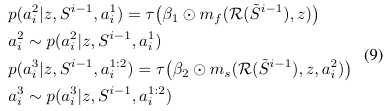 p(a_i^2|z, S^{i-1}, a_i^1) = τ(β_1 ⊙ m_f(R(S̃^{i-1}), z))
a_i^2 ∼ p(a_i^2|z, S^{i-1}, a_i^1)
p(a_i^3|z, S^{i-1}, a_i^{1:2}) = τ(β_2 ⊙ m_s(R(S̃^{i-1}), z, a_i^2))
a_i^3 ∼ p(a_i^3|z, S^{i-1}, a_i^{1:2})
(9)